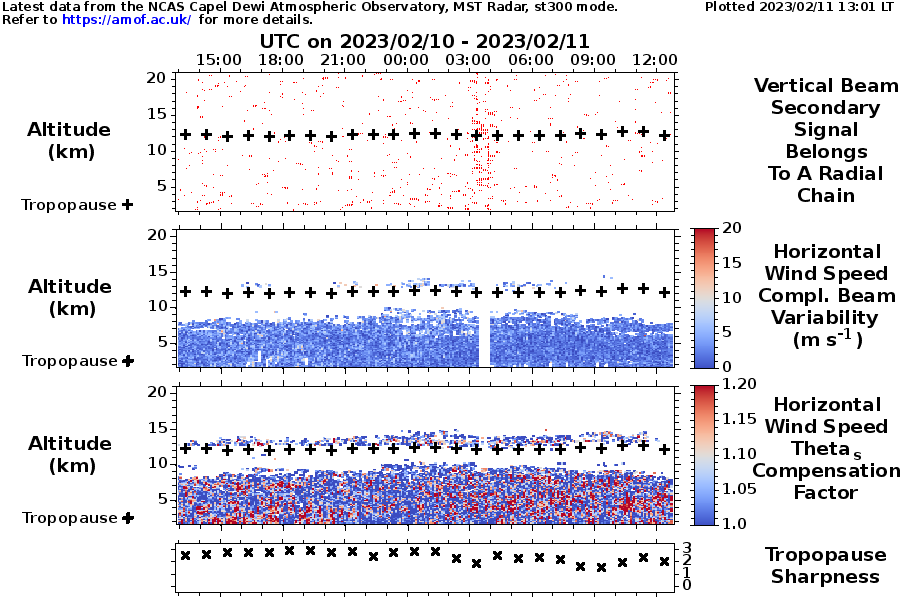 Latest data from the NCAS Capel Dewi Atmospheric Observatory, MST Radar, st300 mode.
Plotted 2023/02/11 13:01 LT
Refer to https://amof.ac.uk/ for more details.
UTC on 2023/02/10 - 2023/02/11
15:00 18:00 21:00 00:00 03:00 06:00 09:00 12:00
20
15
10
5
Altitude
(km)
Tropopause +
Vertical Beam
Secondary
Signal
Belongs
To A Radial
Chain
20
15
10
5
Altitude
(km)
Tropopause +
20
15
10
5
0
Horizontal
Wind Speed
Compl. Beam
Variability
(m s-1)
20
15
10
5
Altitude
(km)
Tropopause +
1.20
1.15
1.10
1.05
1.0
Horizontal
Wind Speed
Theta s
Compensation
Factor
3
2
1
0
Tropopause
Sharpness